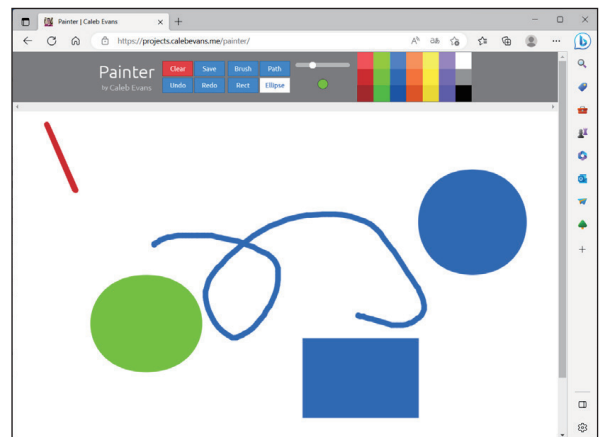 Painter | Caleb Evans
https://projects.calebevans.me/painter/
Painter
by Caleb Evans
Clear Save Brush Path
Undo Redo Rect Ellipse